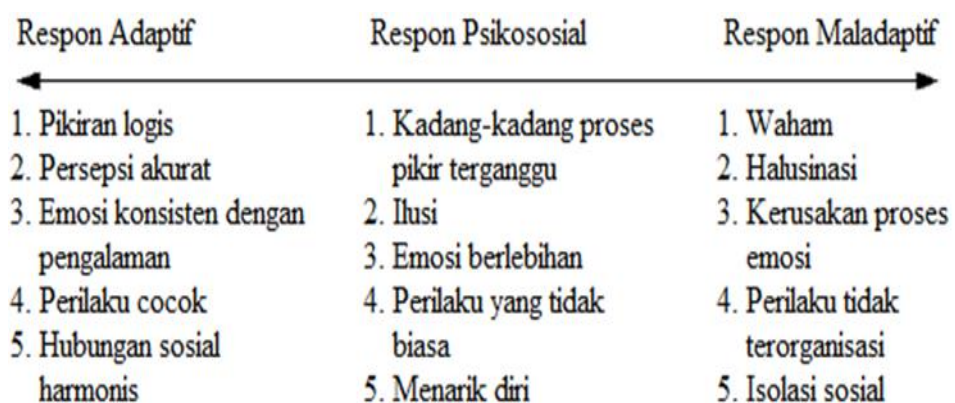 Respon Adaptif
Respon Psikososial
Respon Maladaptif
1. Pikiran logis
2. Persepsi akurat
3. Emosi konsisten dengan
pengalaman
4. Perilaku cocok
5. Hubungan sosial
harmonis
1. Kadang-kadang proses
pikir terganggu
2. Ilusi
3. Emosi berlebihan
4. Perilaku yang tidak
biasa
5. Menarik diri
1. Waham
2. Halusinasi
3. Kerusakan proses
emosi
4. Perilaku tidak
terorganisasi
5. Isolasi sosial